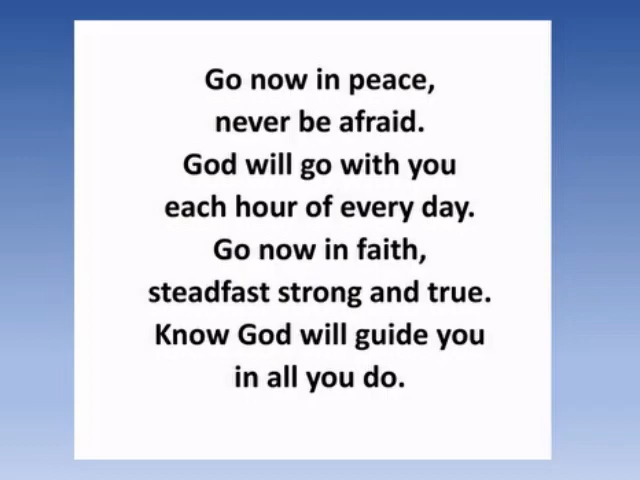 Go now in peace,
never be afraid.
God will go with you
each hour of every day.
Go now in faith,
steadfast strong and true.
Know God will guide you
in all you do.